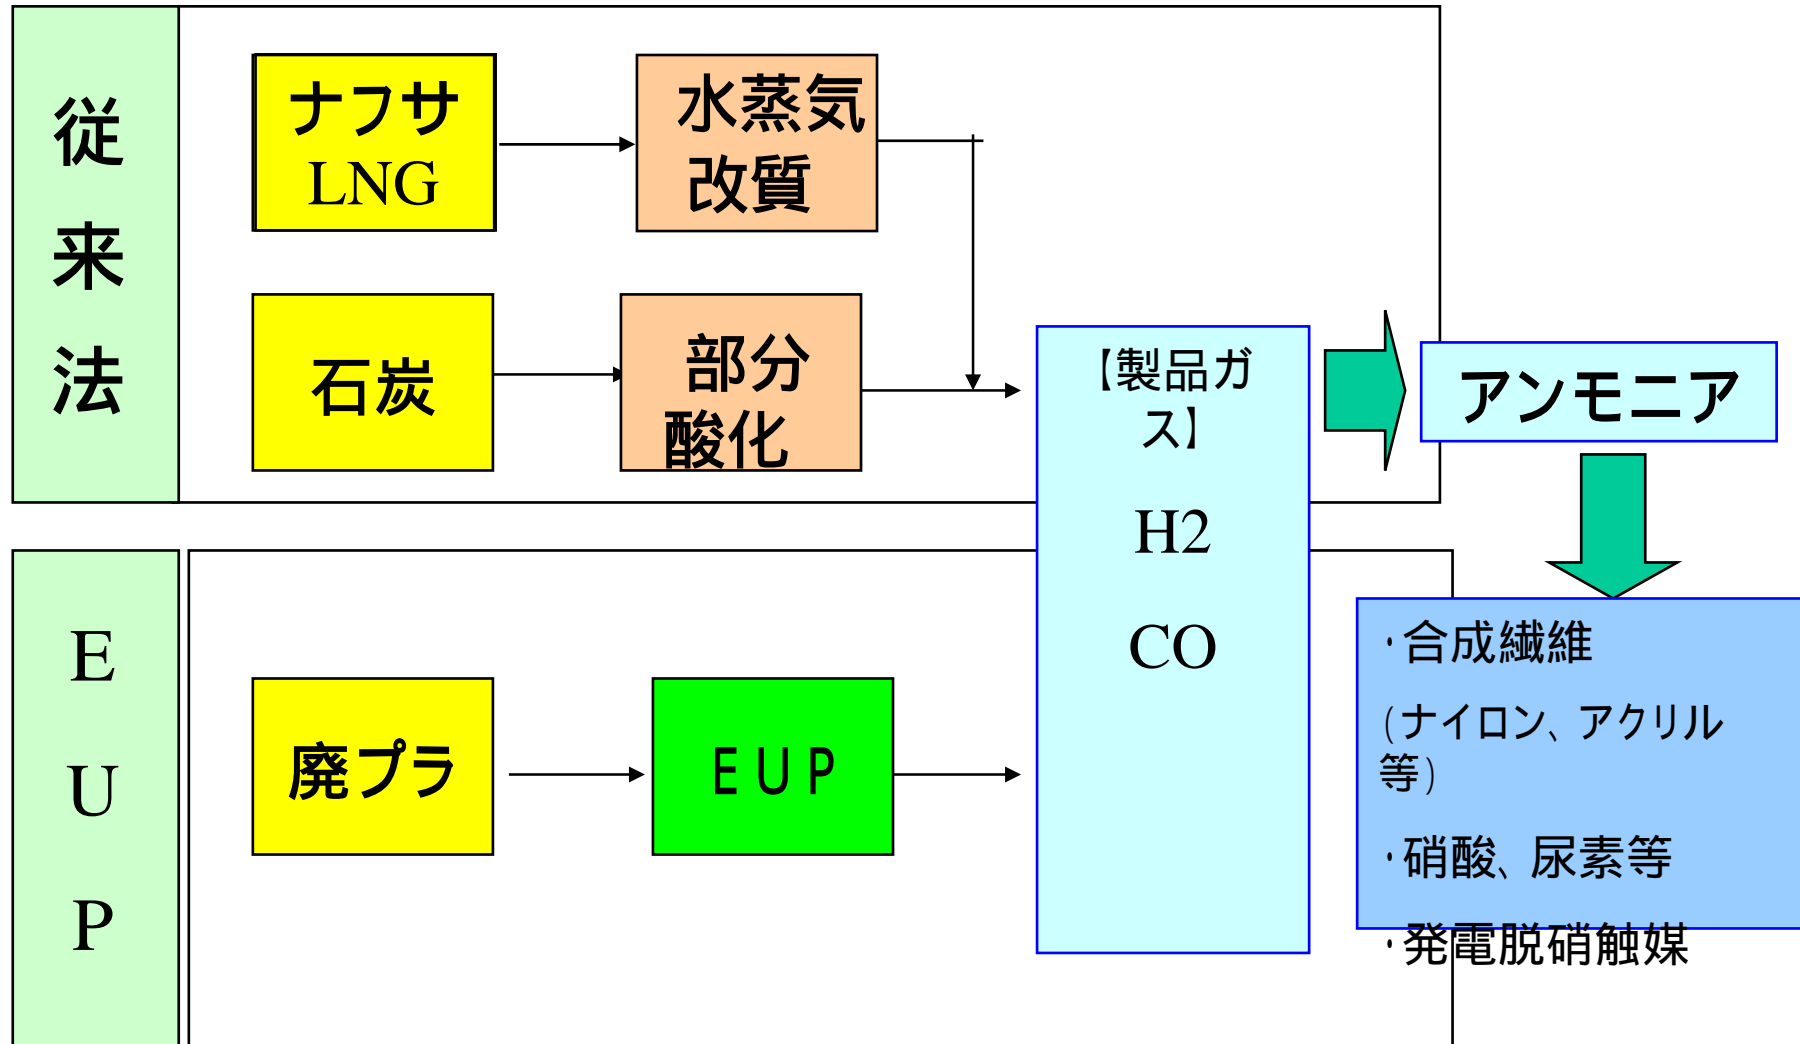 従
来
法
ナフサ
LNG
水蒸気
改質
石炭
部分
酸化
【製品ガ
ス】
H2
CO
アンモニア
E
U
P
廃プラ
ＥＵＰ
・合成繊維
(ナイロン、アクリル
等)
・硝酸、尿素等
・発電脱硝触媒